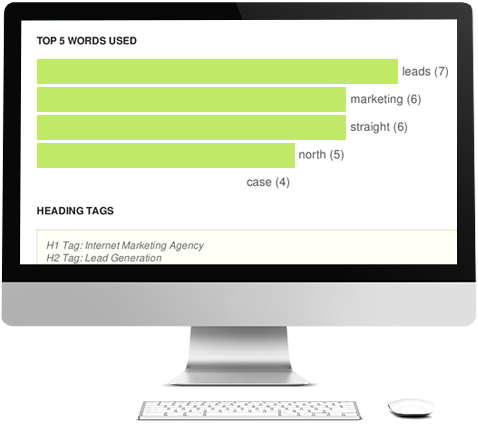 TOP 5 WORDS USED
leads (7)
marketing (6)
straight (6)
north (5)
case (4)
HEADING TAGS
H1 Tag: Internet Marketing Agency
H2 Tag: Lead Generation